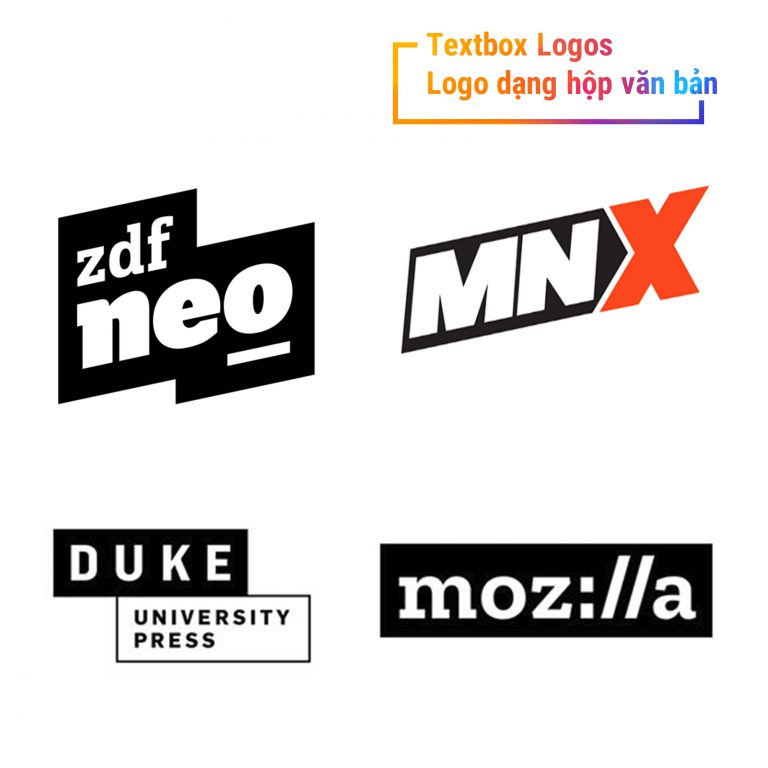 Textbox Logos
Logo dạng hộp văn bản
zdf
neo
MNX
DUKE
UNIVERSITY
PRESS
moz://a